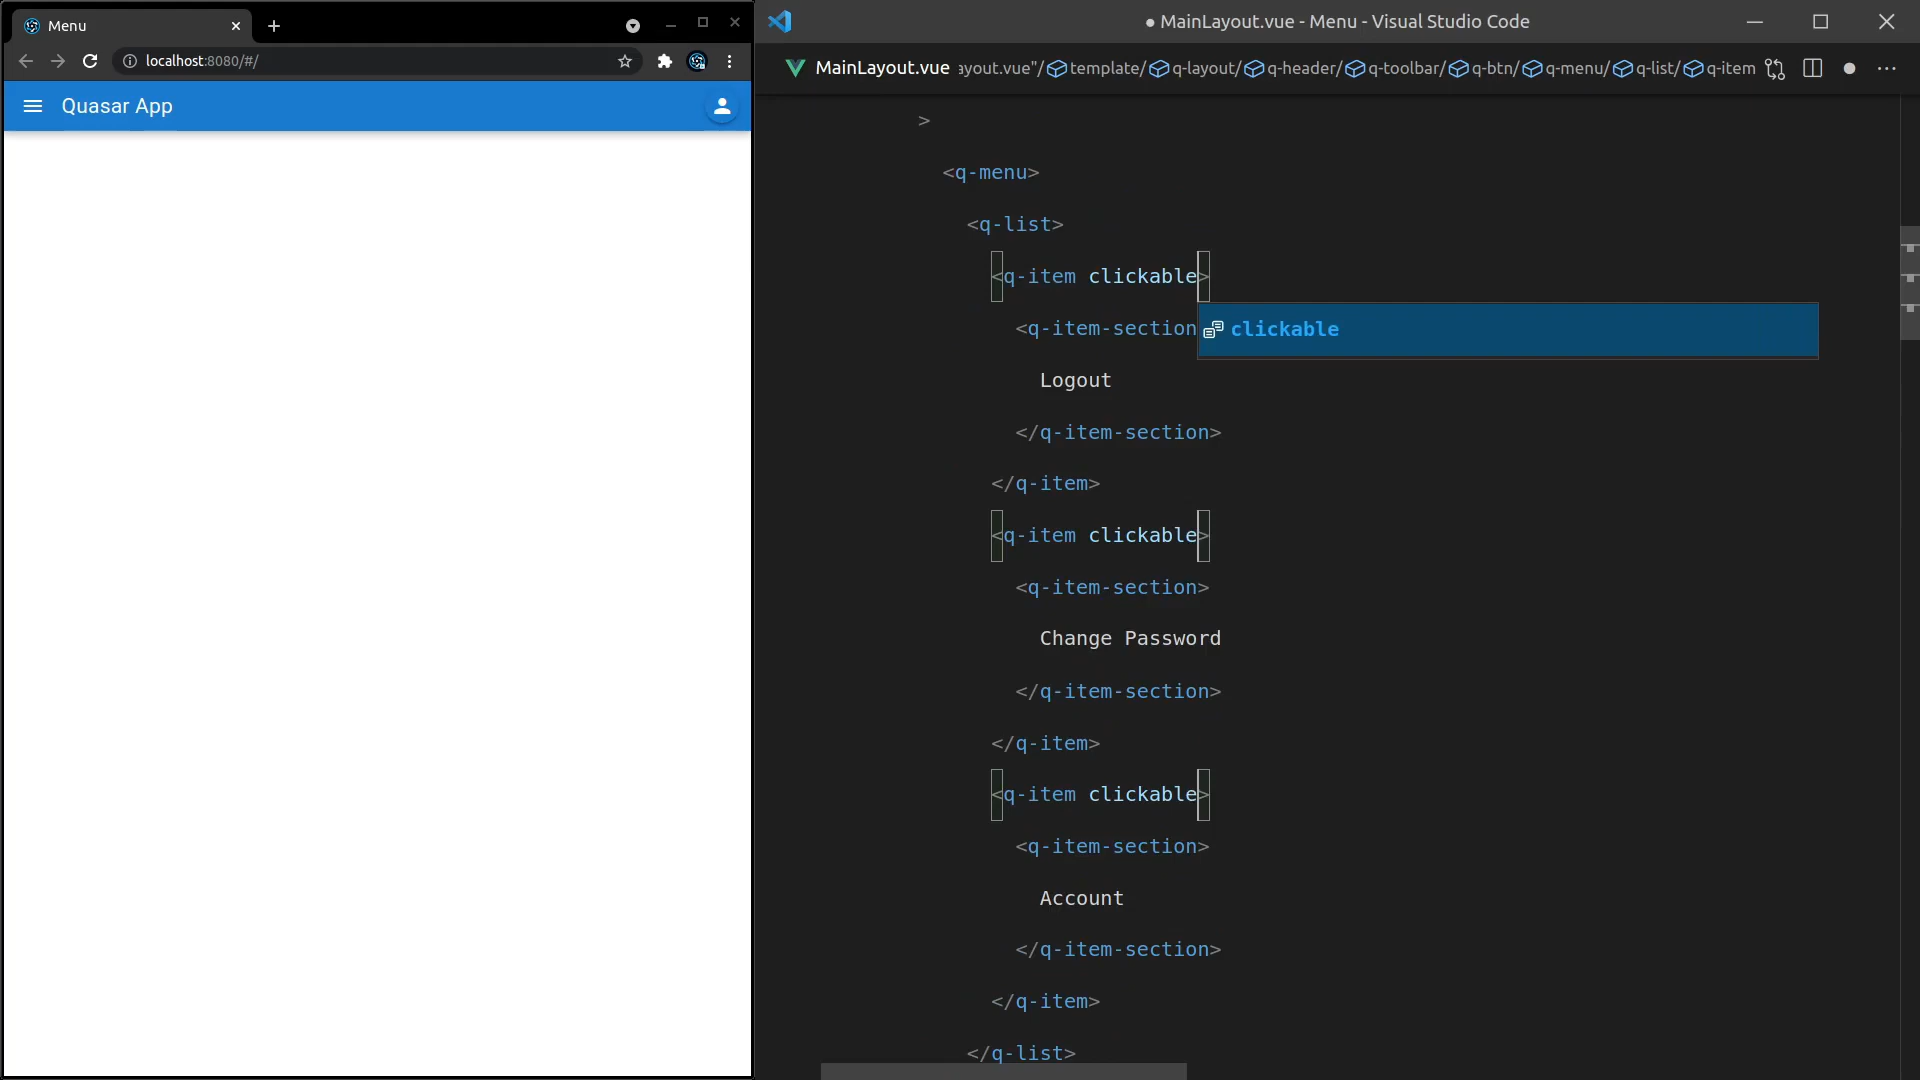 Menu
localhost:8080/#/
Quasar App
● MainLayout.vue - Menu - Visual Studio Code
MainLayout.vue ayout.vue"/ template/ q-layout/ q-header/ q-toolbar/ q-btn/ q-menu/ q-list/ q-item
>
<q-menu>
<q-list>
<q-item clickable>
<q-item-section
clickable
Logout
</q-item-section>
</q-item>
<q-item clickable>
<q-item-section>
Change Password
</q-item-section>
</q-item>
<q-item clickable>
<q-item-section>
Account
</q-item-section>
</q-item>
</q-list>